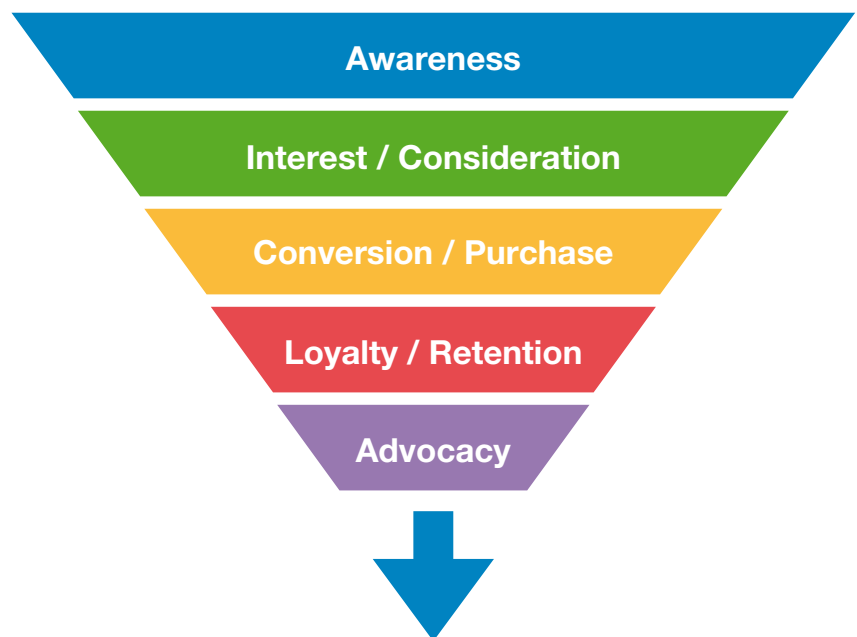 Awareness
Interest / Consideration
Conversion / Purchase
Loyalty / Retention
Advocacy